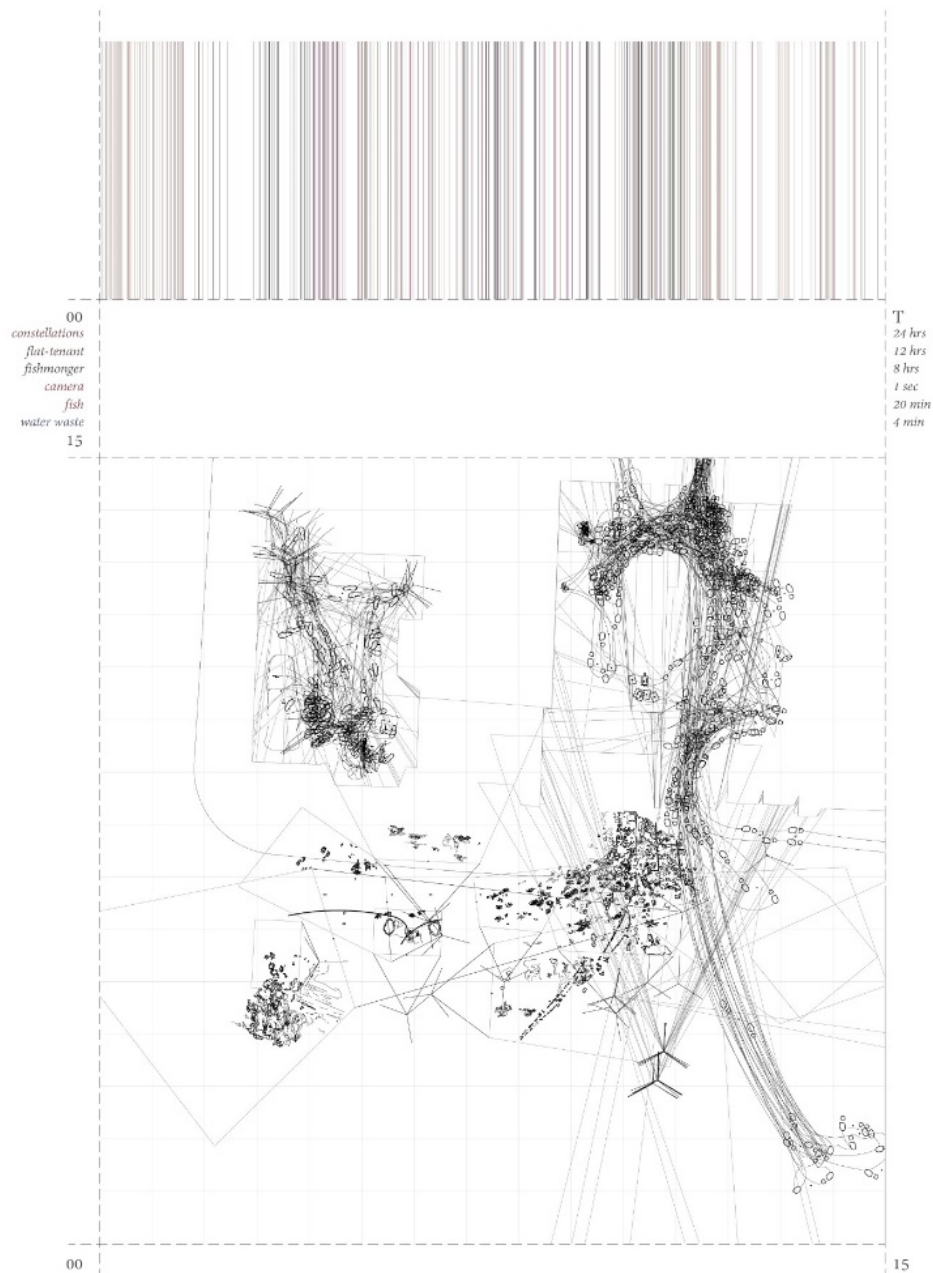 00
constellations
flat-tenant
fishmonger
camera
fish
water waste
15
T
24 hrs
12 hrs
8 hrs
1 sec
20 min
4 min
00
15